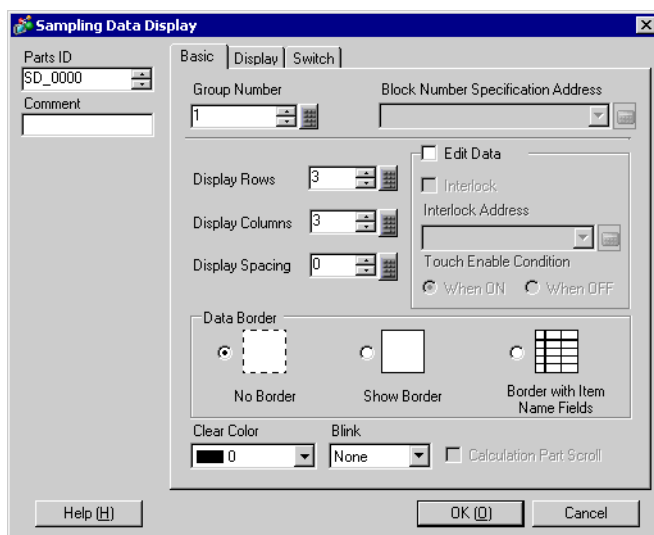 Sampling Data Display
Parts ID
SD_0000
Comment
Basic
Display
Switch
Group Number
1
Block Number Specification Address
Display Rows
3
Display Columns
3
Display Spacing
0
Edit Data
Interlock
Interlock Address
Touch Enable Condition
When ON
When OFF
Data Border
No Border
Show Border
Border with Item
Name Fields
Clear Color
0
Blink
None
Calculation Part Scroll
Help (H)
OK (O)
Cancel